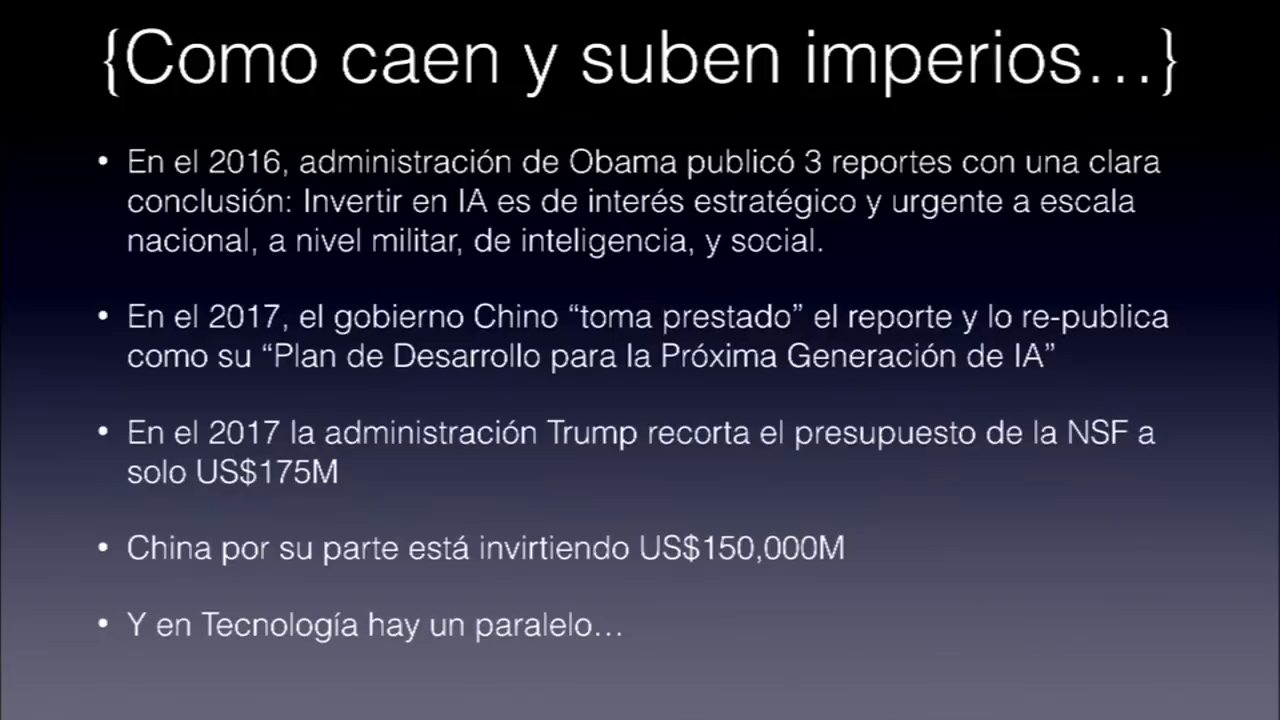 {Como caen y suben imperios…}
• En el 2016, administración de Obama publicó 3 reportes con una clara
conclusión: Invertir en IA es de interés estratégico y urgente a escala
nacional, a nivel militar, de inteligencia, y social.
• En el 2017, el gobierno Chino “toma prestado” el reporte y lo re-publica
como su “Plan de Desarrollo para la Próxima Generación de IA”
• En el 2017 la administración Trump recorta el presupuesto de la NSF a
solo US$175M
• China por su parte está invirtiendo US$150,000M
• Y en Tecnología hay un paralelo…